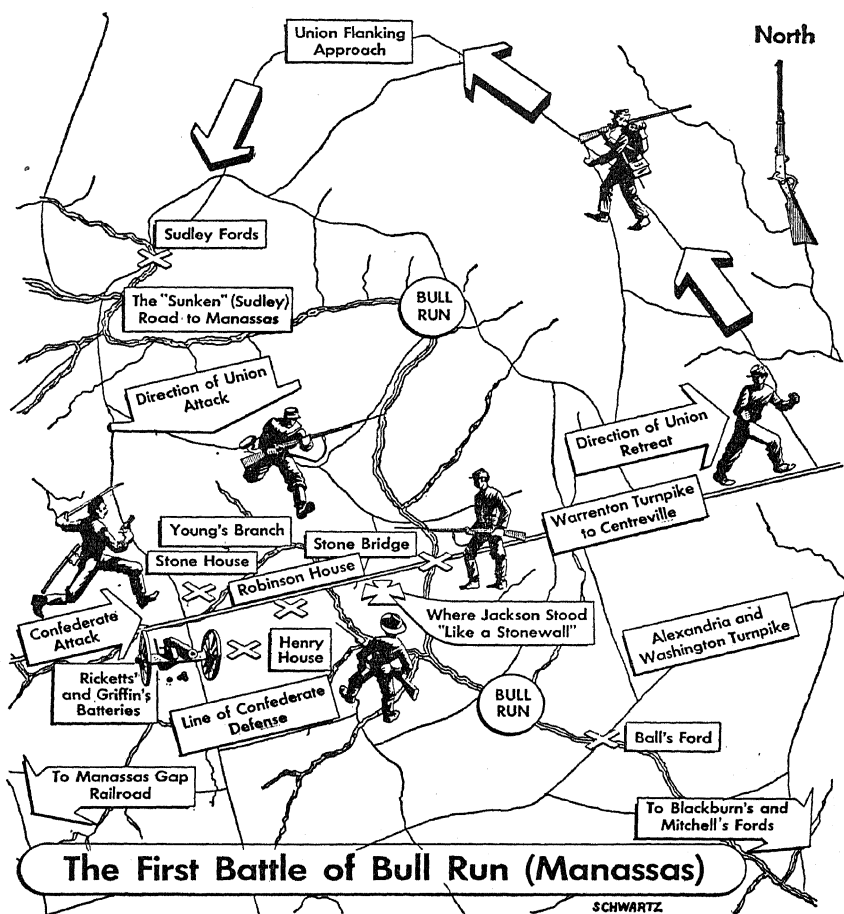 Union Flanking
Approach
North
Sudley Fords
The "Sunken" (Sudley)
Road to Manassas
BULL
RUN
Direction of Union
Attack
Direction of Union
Retreat
Warrenton Turnpike
to Centreville
Young's Branch
Stone Bridge
Stone House
Robinson House
Where Jackson Stood
"Like a Stonewall"
Confederate
Attack
Henry
House
Alexandria and
Washington Turnpike
Ricketts'
and Griffin's
Batteries
Line of Confederate
Defense
BULL
RUN
Ball's Ford
To Manassas Gap
Railroad
To Blackburn's and
Mitchell's Fords
The First Battle of Bull Run (Manassas)
SCHWARTZ